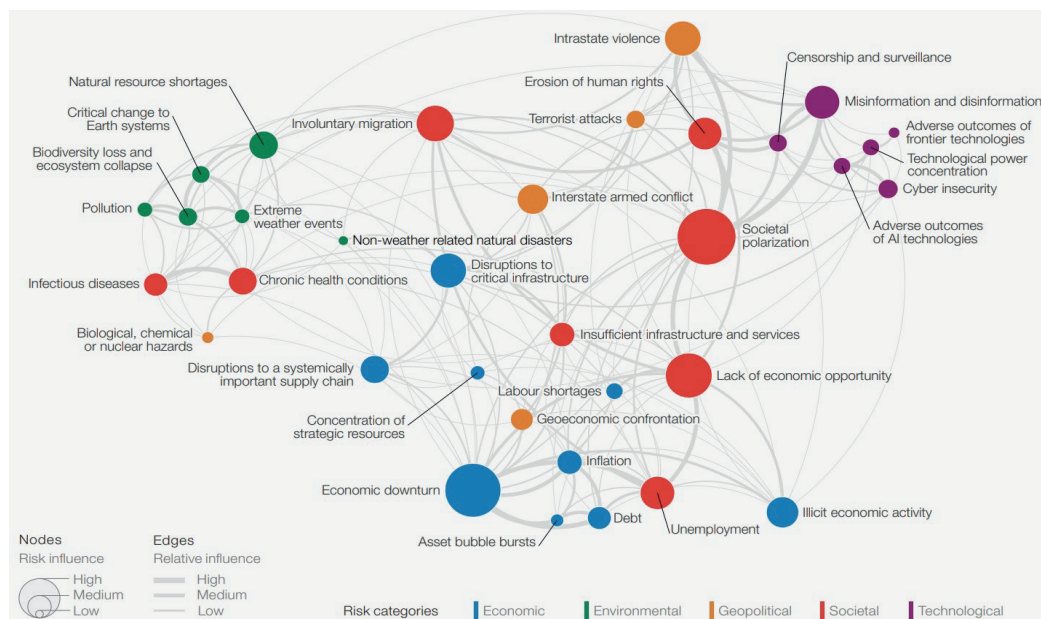 Intrastate violence
Censorship and surveillance
Natural resource shortages
Erosion of human rights
Misinformation and disinformation
Critical change to
Earth systems
Involuntary migration
Terrorist attacks
Adverse outcomes of
frontier technologies
Biodiversity loss and
ecosystem collapse
Technological power
concentration
Cyber insecurity
Interstate armed conflict
Pollution
Extreme
weather events
Adverse outcomes
of AI technologies
Societal
polarization
Non-weather related natural disasters
Disruptions to
critical infrastructure
Infectious diseases
Chronic health conditions
Biological, chemical
or nuclear hazards
Insufficient infrastructure and services
Disruptions to a systemically
important supply chain
Lack of economic opportunity
Labour shortages
Concentration of
strategic resources
Geoeconomic confrontation
Inflation
Economic downturn
Debt
Unemployment
Illicit economic activity
Asset bubble bursts
Nodes
Risk influence
High
Medium
Low
Edges
Relative influence
High
Medium
Low
Risk categories
Economic
Environmental
Geopolitical
Societal
Technological